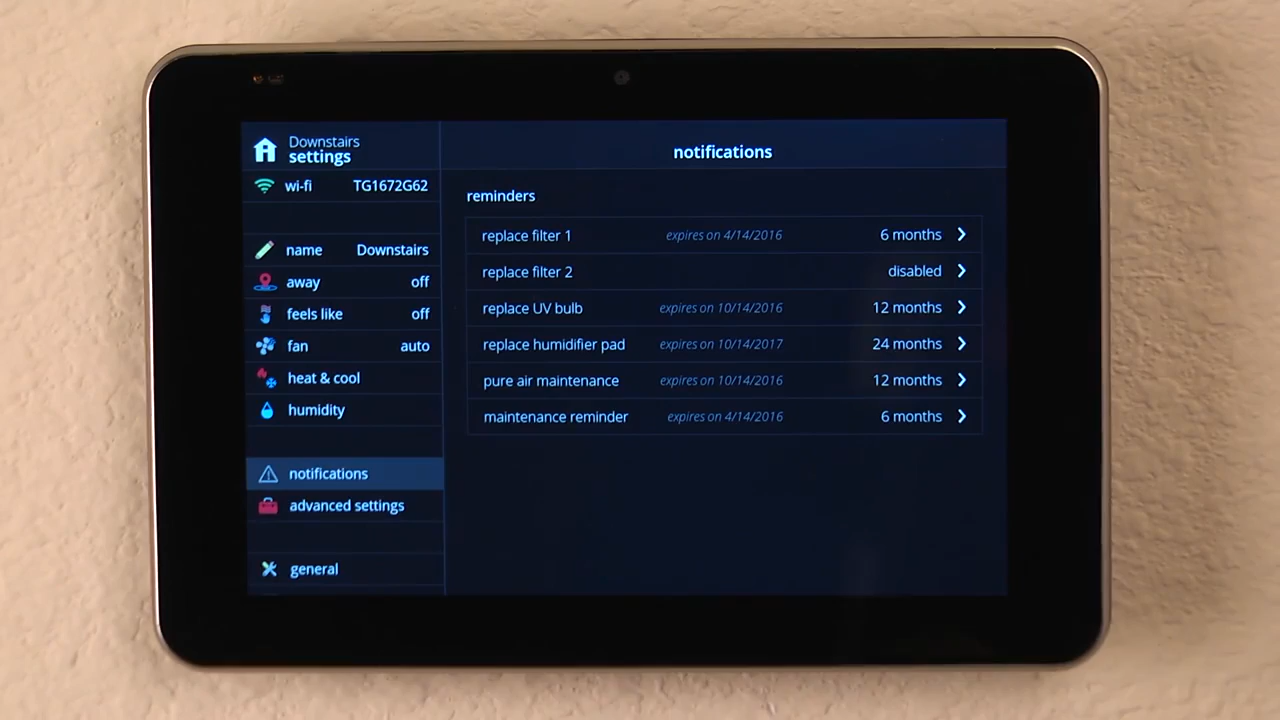 Downstairs
settings
wi-fi TG1672G62
name Downstairs
away off
feels like off
fan auto
heat & cool
humidity
notifications
advanced settings
general
notifications
reminders
replace filter 1 expires on 4/14/2016 6 months
replace filter 2 disabled
replace UV bulb expires on 10/14/2016 12 months
replace humidifier pad expires on 10/14/2017 24 months
pure air maintenance expires on 10/14/2016 12 months
maintenance reminder expires on 4/14/2016 6 months